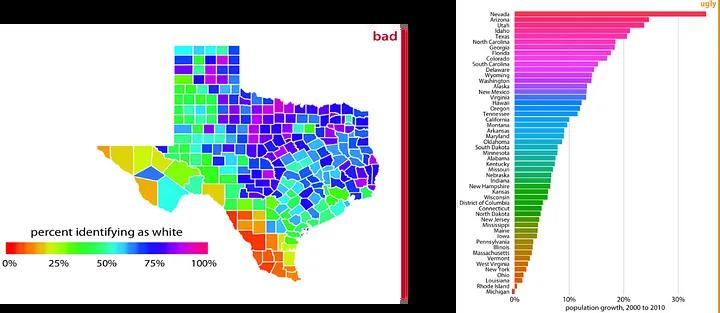 bad
percent identifying as white
0% 25% 50% 75% 100%
ugly
Nevada
Arizona
Utah
Idaho
Texas
North Carolina
Georgia
Florida
Colorado
South Carolina
Delaware
Wyoming
Washington
Alaska
New Mexico
Virginia
Hawaii
Oregon
Tennessee
California
Montana
Arkansas
Maryland
Oklahoma
South Dakota
Minnesota
Alabama
Kentucky
Missouri
Nebraska
Indiana
New Hampshire
Kansas
Wisconsin
District of Columbia
Connecticut
North Dakota
New Jersey
Mississippi
Maine
Iowa
Pennsylvania
Illinois
Massachusetts
Vermont
West Virginia
New York
Ohio
Louisiana
Rhode Island
Michigan
0% 10% 20% 30%
population growth, 2000 to 2010